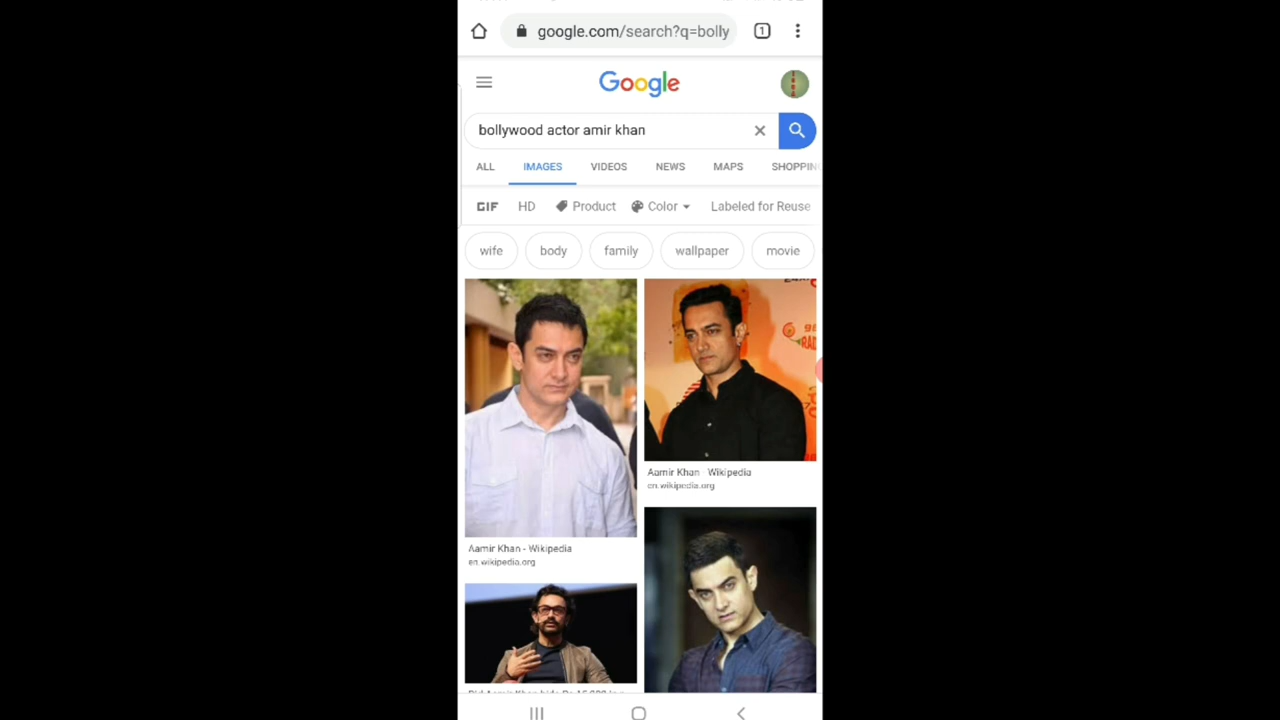 google.com/search?q=bolly
1
Google
bollywood actor amir khan
ALL IMAGES VIDEOS NEWS MAPS SHOPPIN
GIF HD Product Color Labeled for Reuse
wife body family wallpaper movie
Aamir Khan - Wikipedia
en.wikipedia.org
Aamir Khan - Wikipedia
en.wikipedia.org